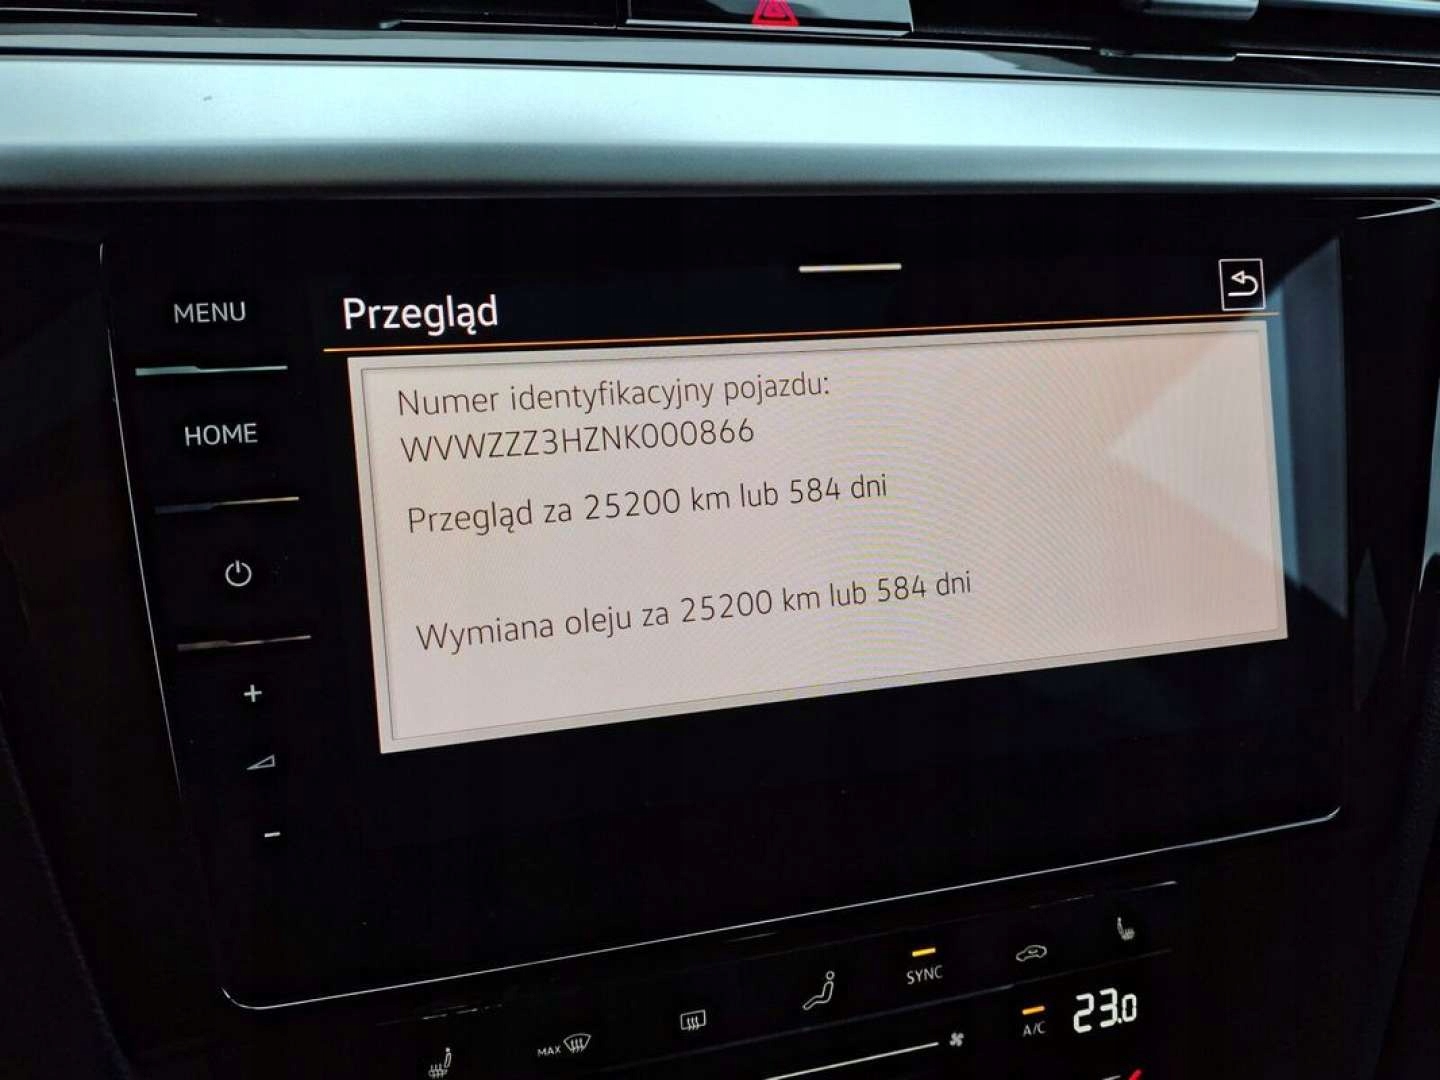 MENU
HOME
Przegląd
Numer identyfikacyjny pojazdu:
WVWZZZ3HZNK000866
Przegląd za 25200 km lub 584 dni
Wymiana oleju za 25200 km lub 584 dni
+
-
MAX
SYNC
A/C
23.0